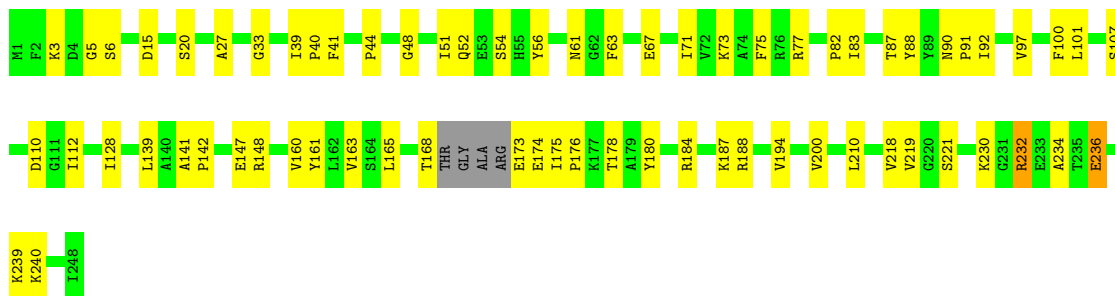 M1 F2 K3 D4 G5 S6 D15 S20 A27 G33 I39 P40 F41 P44 G48 I51 Q52 E53 S54 H55 Y56 N61 G62 F63 E67 I71 V72 K73 A74 F75 R76 R77 P82 I83 T87 Y88 Y89 N90 P91 I92 V97 F100 L101 S107
D110 G111 I112 I128 L139 A140 A141 P142 E147 R148 V160 Y161 L162 V163 S164 L165 T168 THR GLY ALA ARG E173 E174 I175 P176 K177 T178 A179 Y180 R184 K187 R188 V194 V200 L210 V218 V219 G220 S221 K230 G231 R232 E233 A234 T235 E236
K239 K240 I248